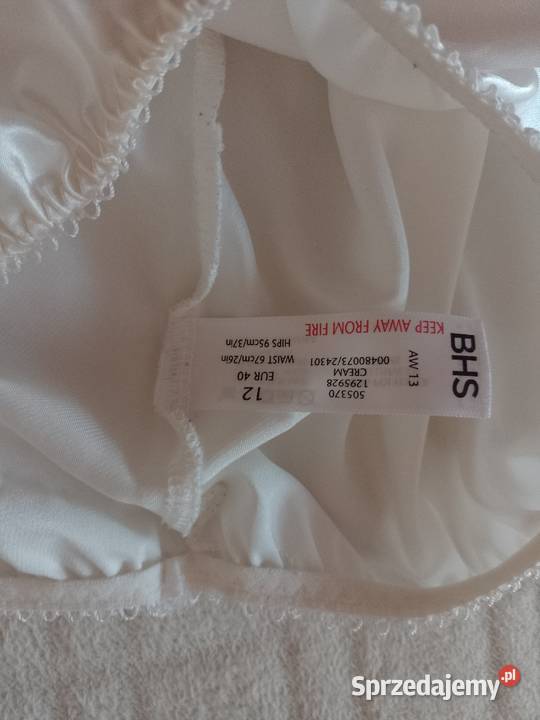 BHS
KEEP AWAY FROM FIRE
AW 13
00480073/24301
WAIST 67cm/26in
HIPS 95cm/37in
505370
1295928
CREAM
EUR 40
12
Sprzedajemy.pl